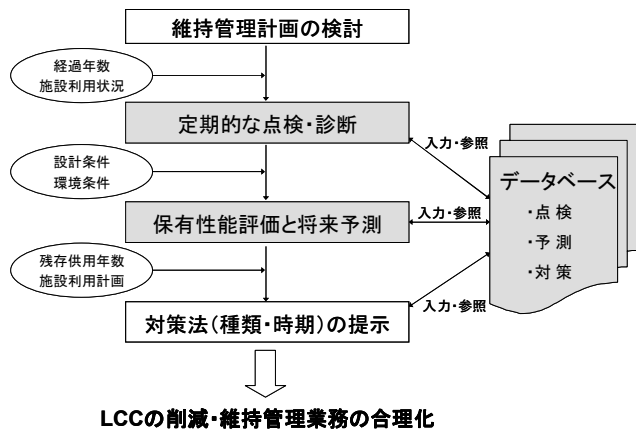 維持管理計画の検討
経過年数
施設利用状況
定期的な点検・診断
入力・参照
設計条件
環境条件
データベース
・点 検
・予 測
・対 策
保有性能評価と将来予測
入力・参照
残存供用年数
施設利用計画
入力・参照
対策法(種類・時期)の提示
LCCの削減・維持管理業務の合理化